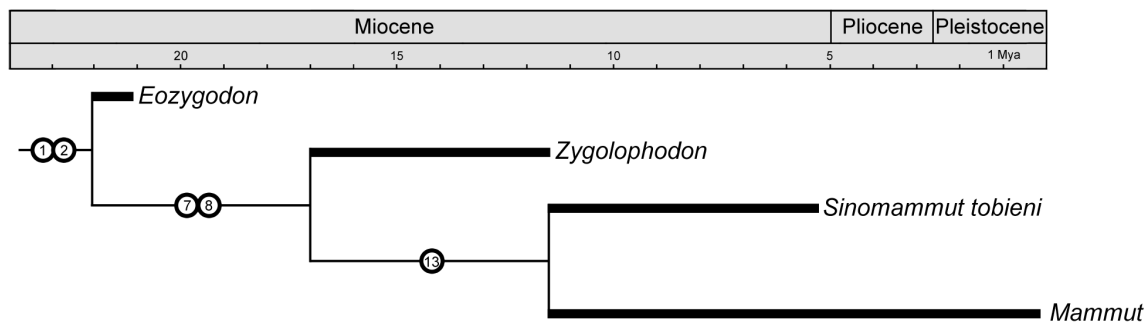 Miocene Pliocene Pleistocene
20 15 10 5 1 Mya
Eozygodon
1 2
Zygolophodon
7 8
Sinomammut tobieni
13
Mammut